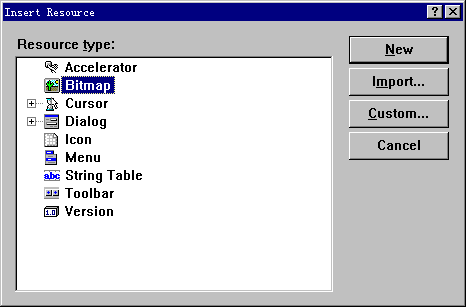 Insert Resource
Resource type:
Accelerator
Bitmap
Cursor
Dialog
Icon
Menu
abc String Table
Toolbar
1.0 Version
New
Import...
Custom...
Cancel